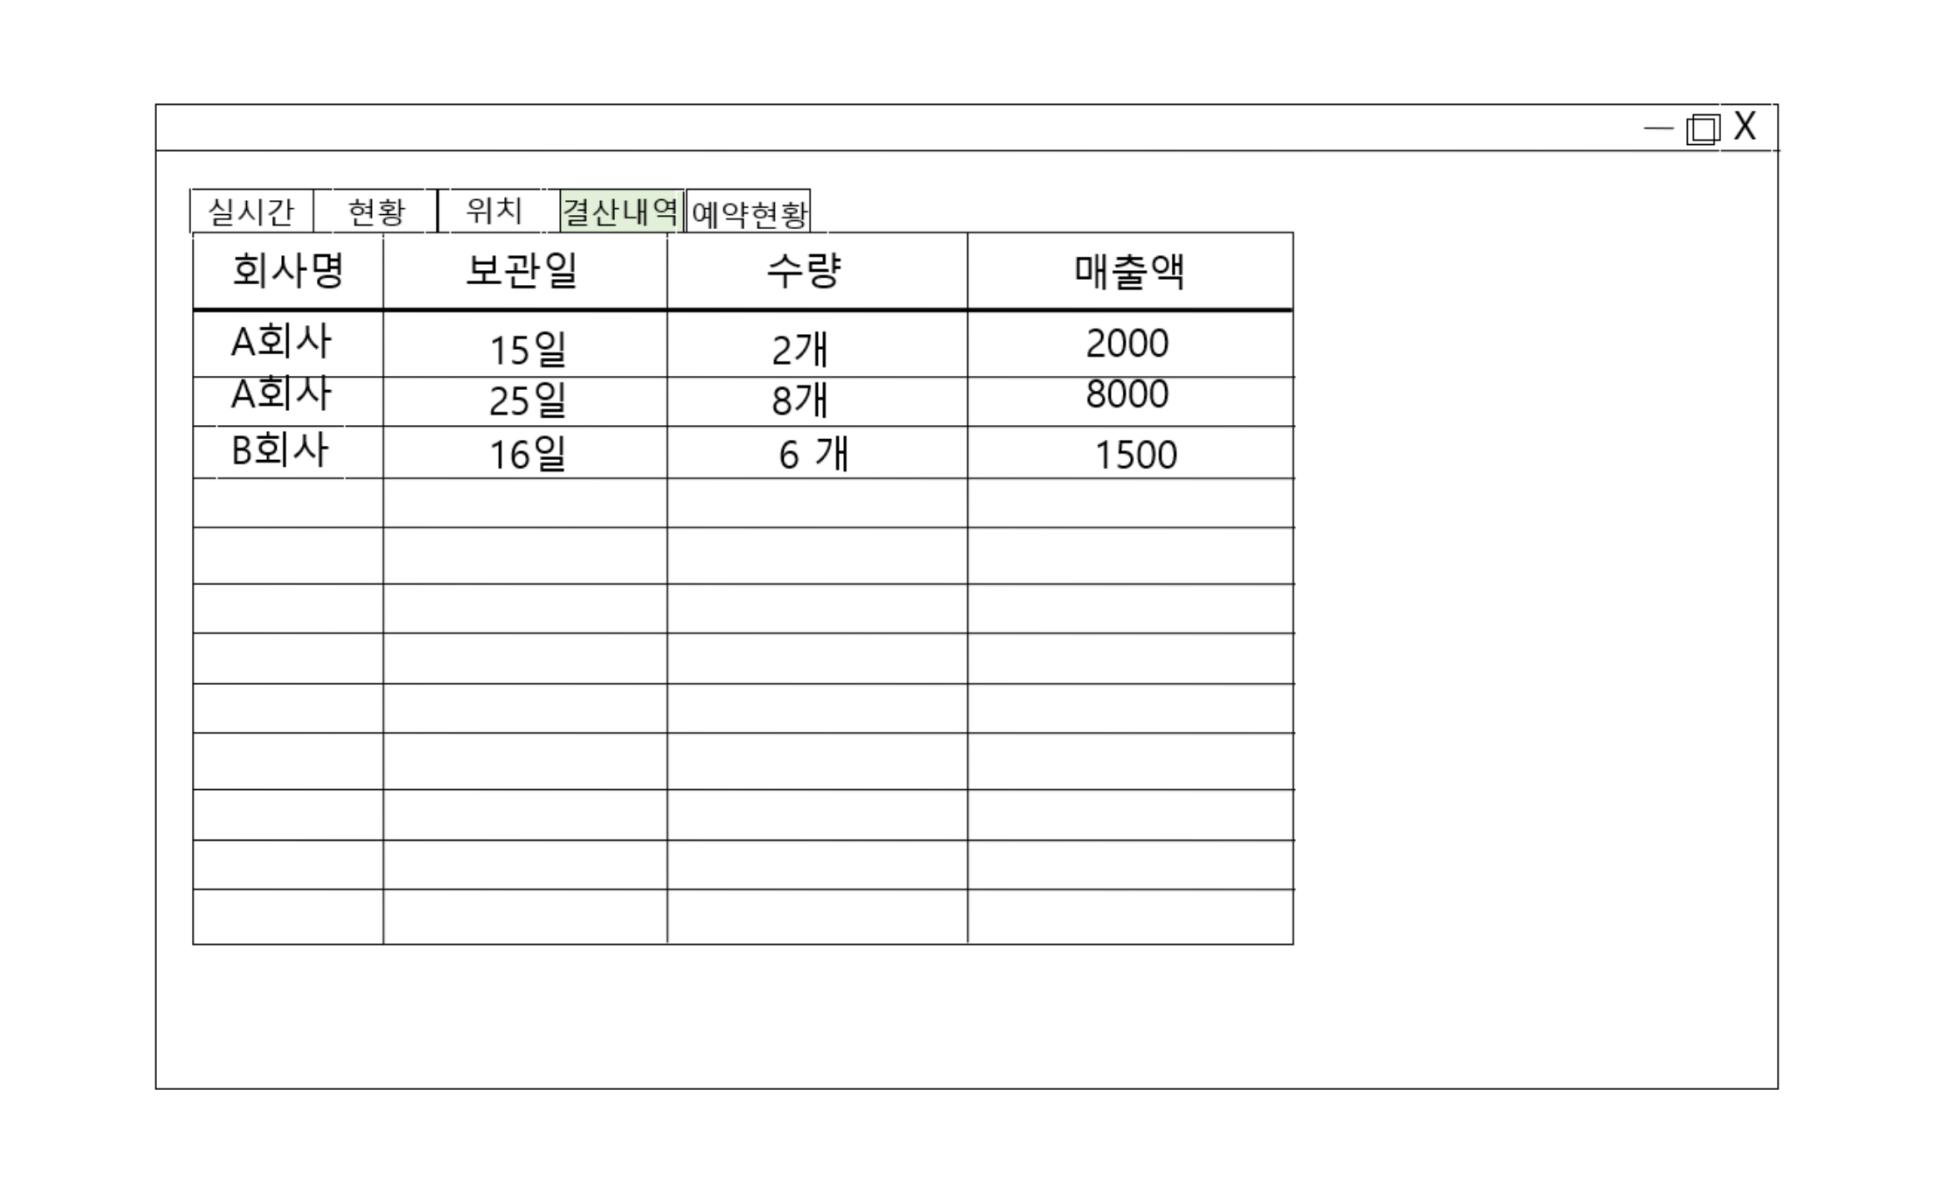 X
실시간 현황 위치 결산내역 예약현황
회사명 보관일 수량 매출액
A회사 15일 2개 2000
A회사 25일 8개 8000
B회사 16일 6 개 1500